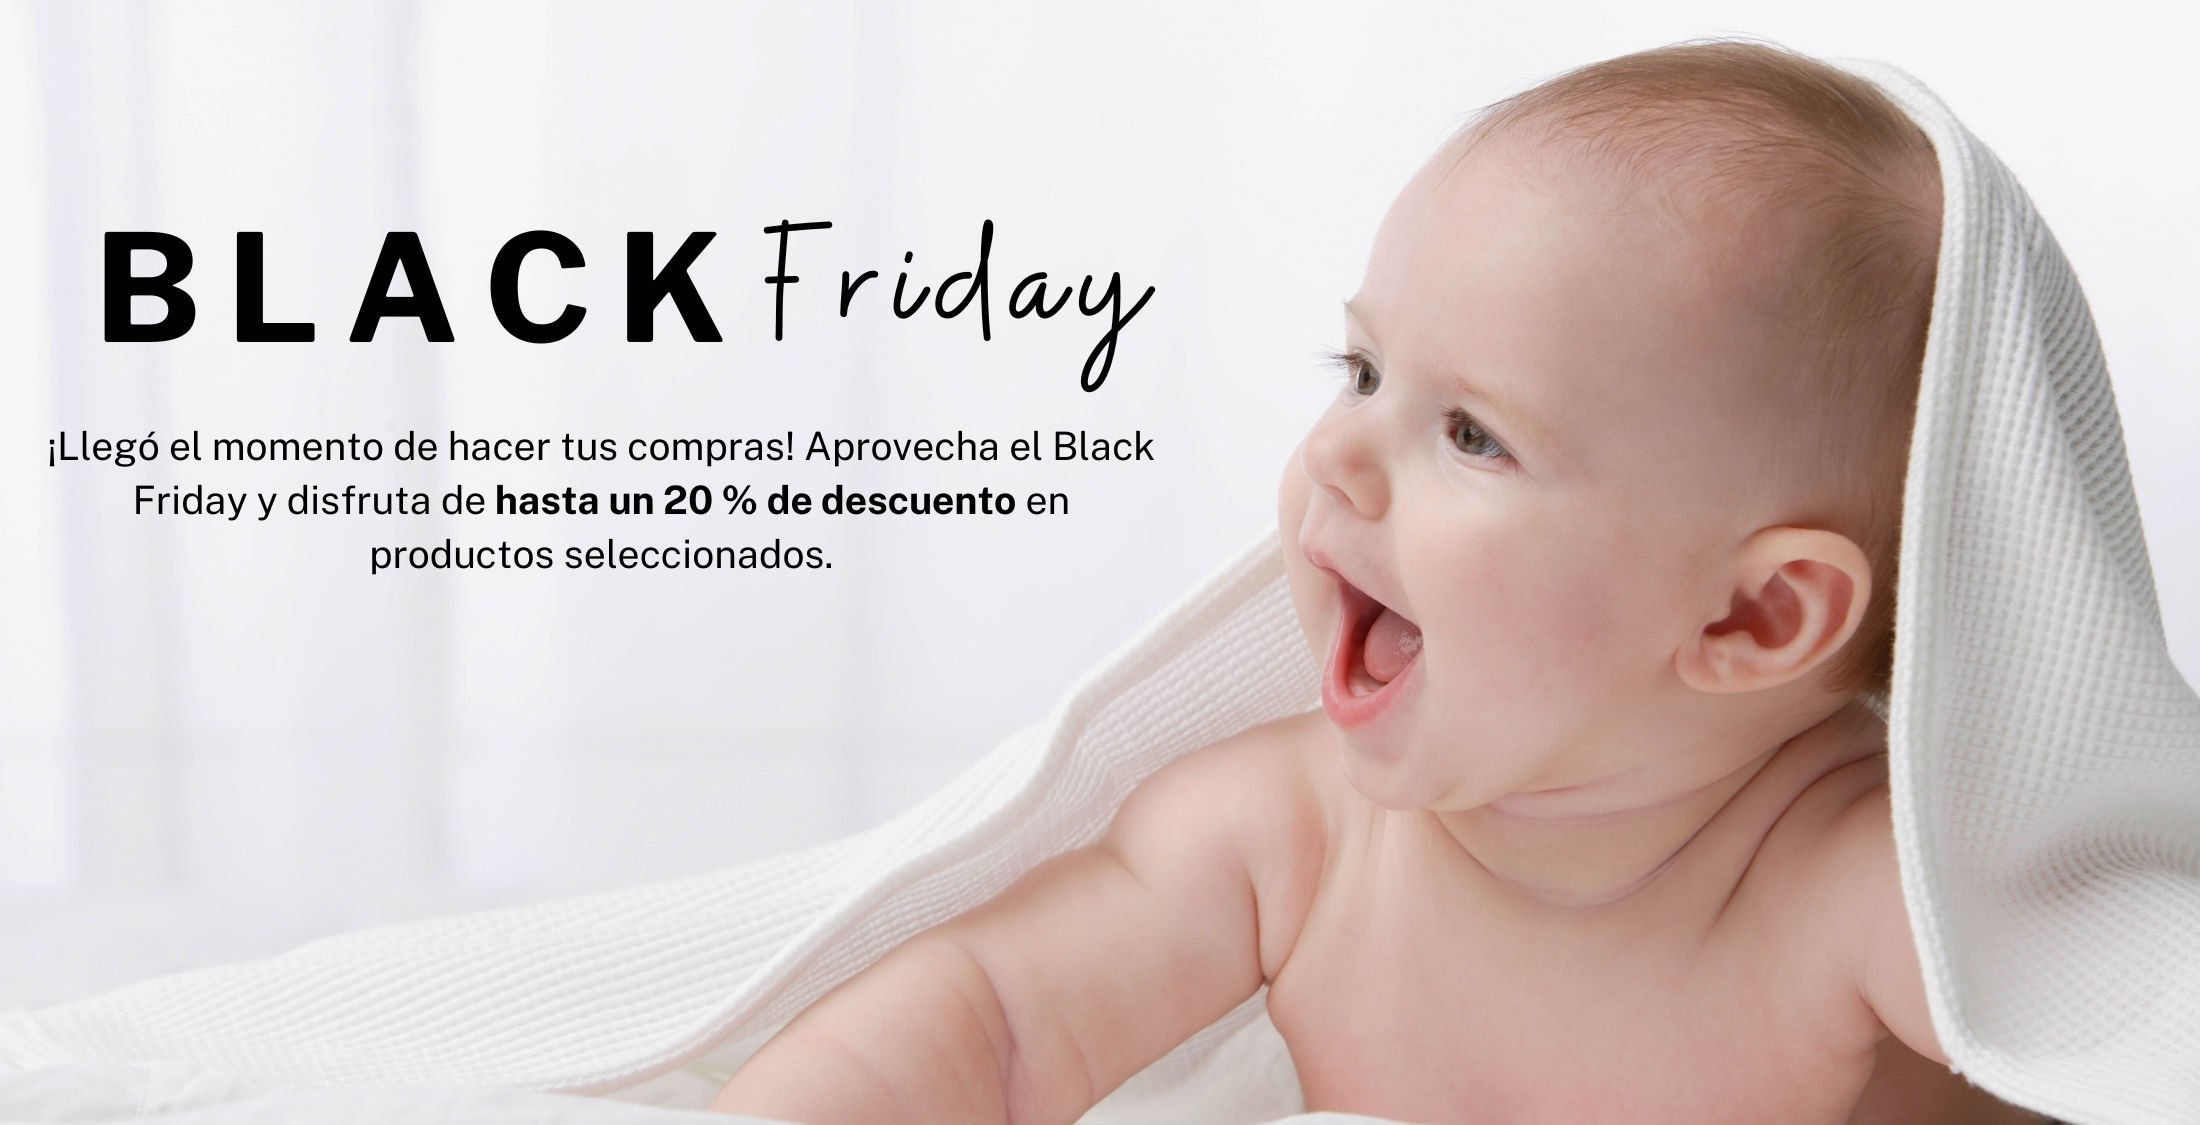 BLACK Friday
¡Llegó el momento de hacer tus compras! Aprovecha el Black
Friday y disfruta de hasta un 20 % de descuento en
productos seleccionados.